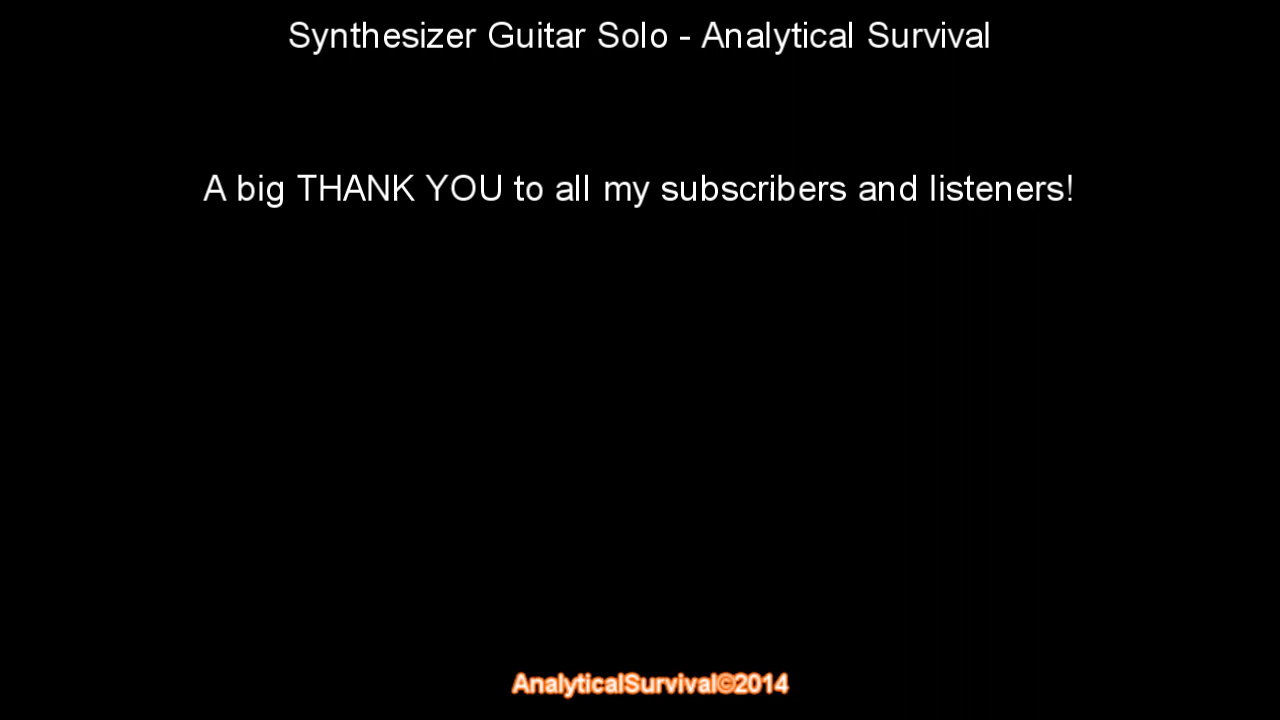 Synthesizer Guitar Solo - Analytical Survival
A big THANK YOU to all my subscribers and listeners!
AnalyticalSurvival©2014